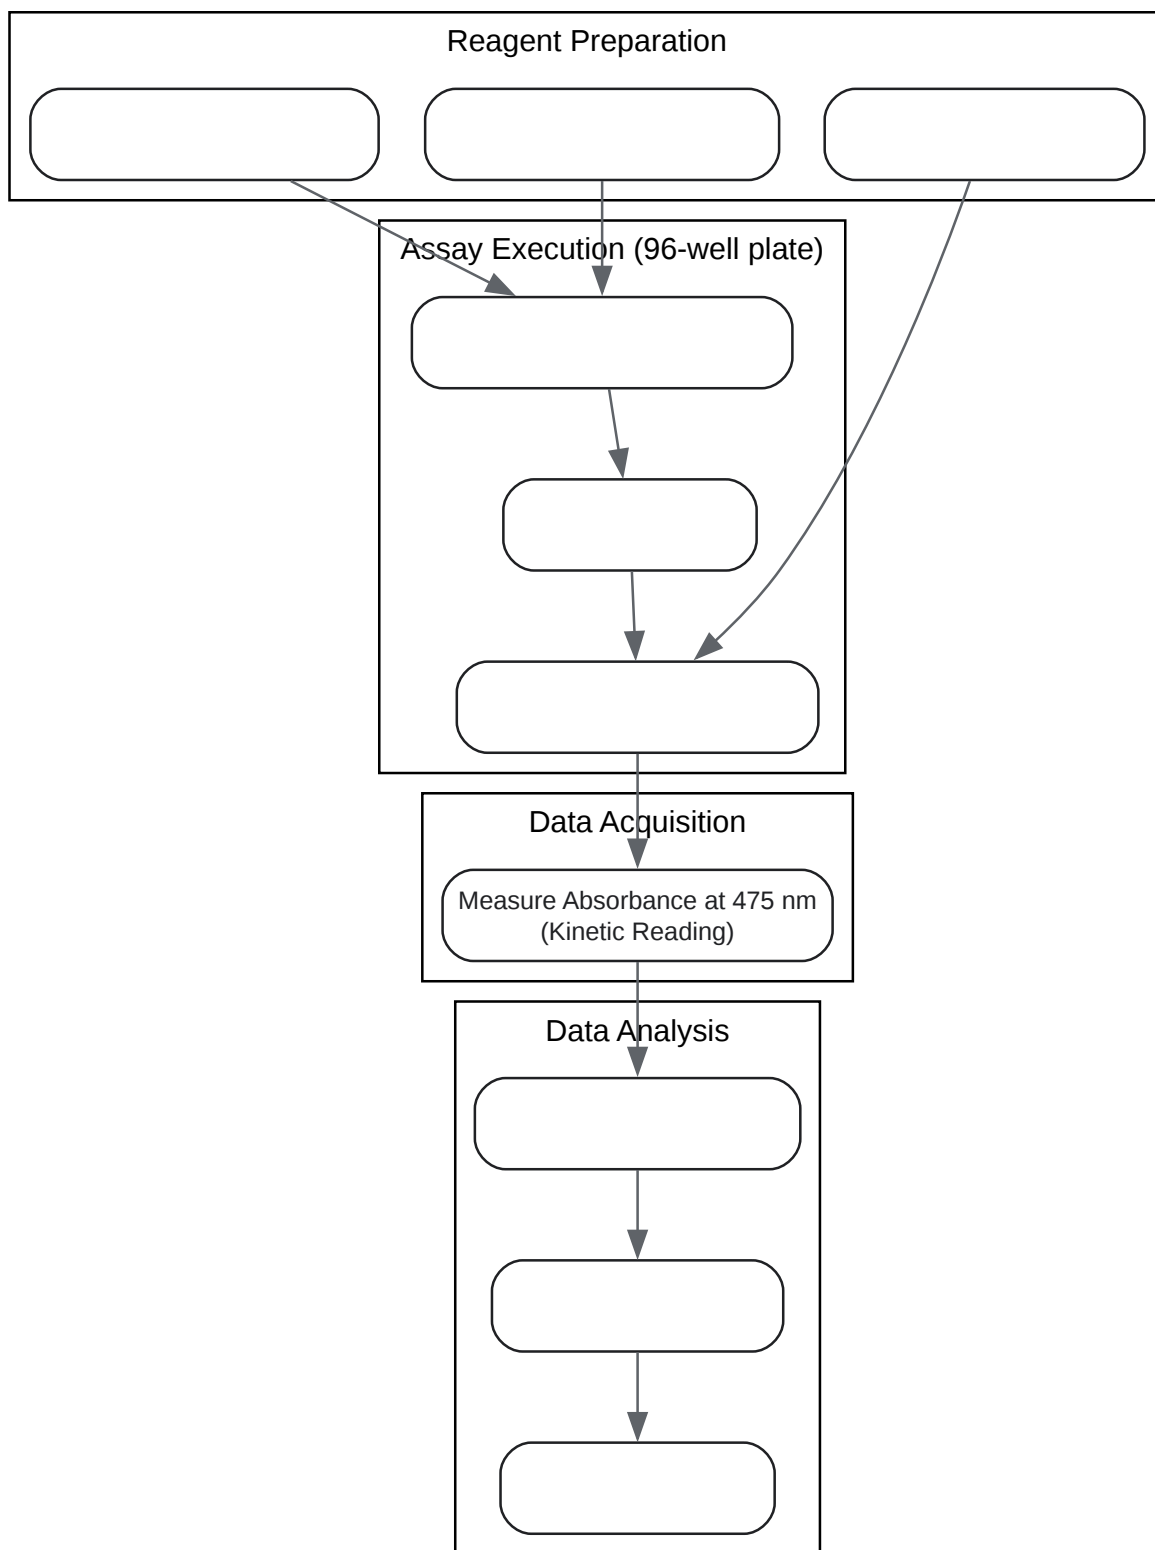 Reagent Preparation
Assay Execution (96-well plate)
Data Acquisition
Measure Absorbance at 475 nm
(Kinetic Reading)
Data Analysis